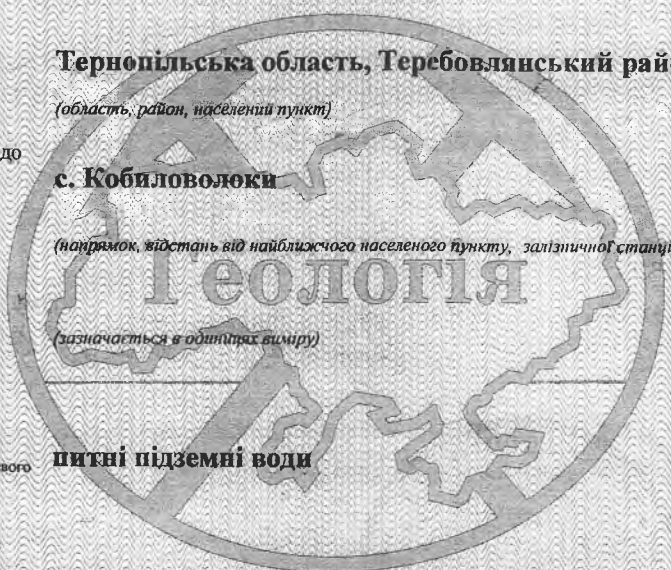 Тернопільська область, Теребовлянський рай
(область, район, населений пункт)
до
с. Кобиловолоки
(напрямок, відстань від найближчого населеного пункту, залізничної станці
Геологія
(зазначається в одиницях виміру)
вого питні підземні води